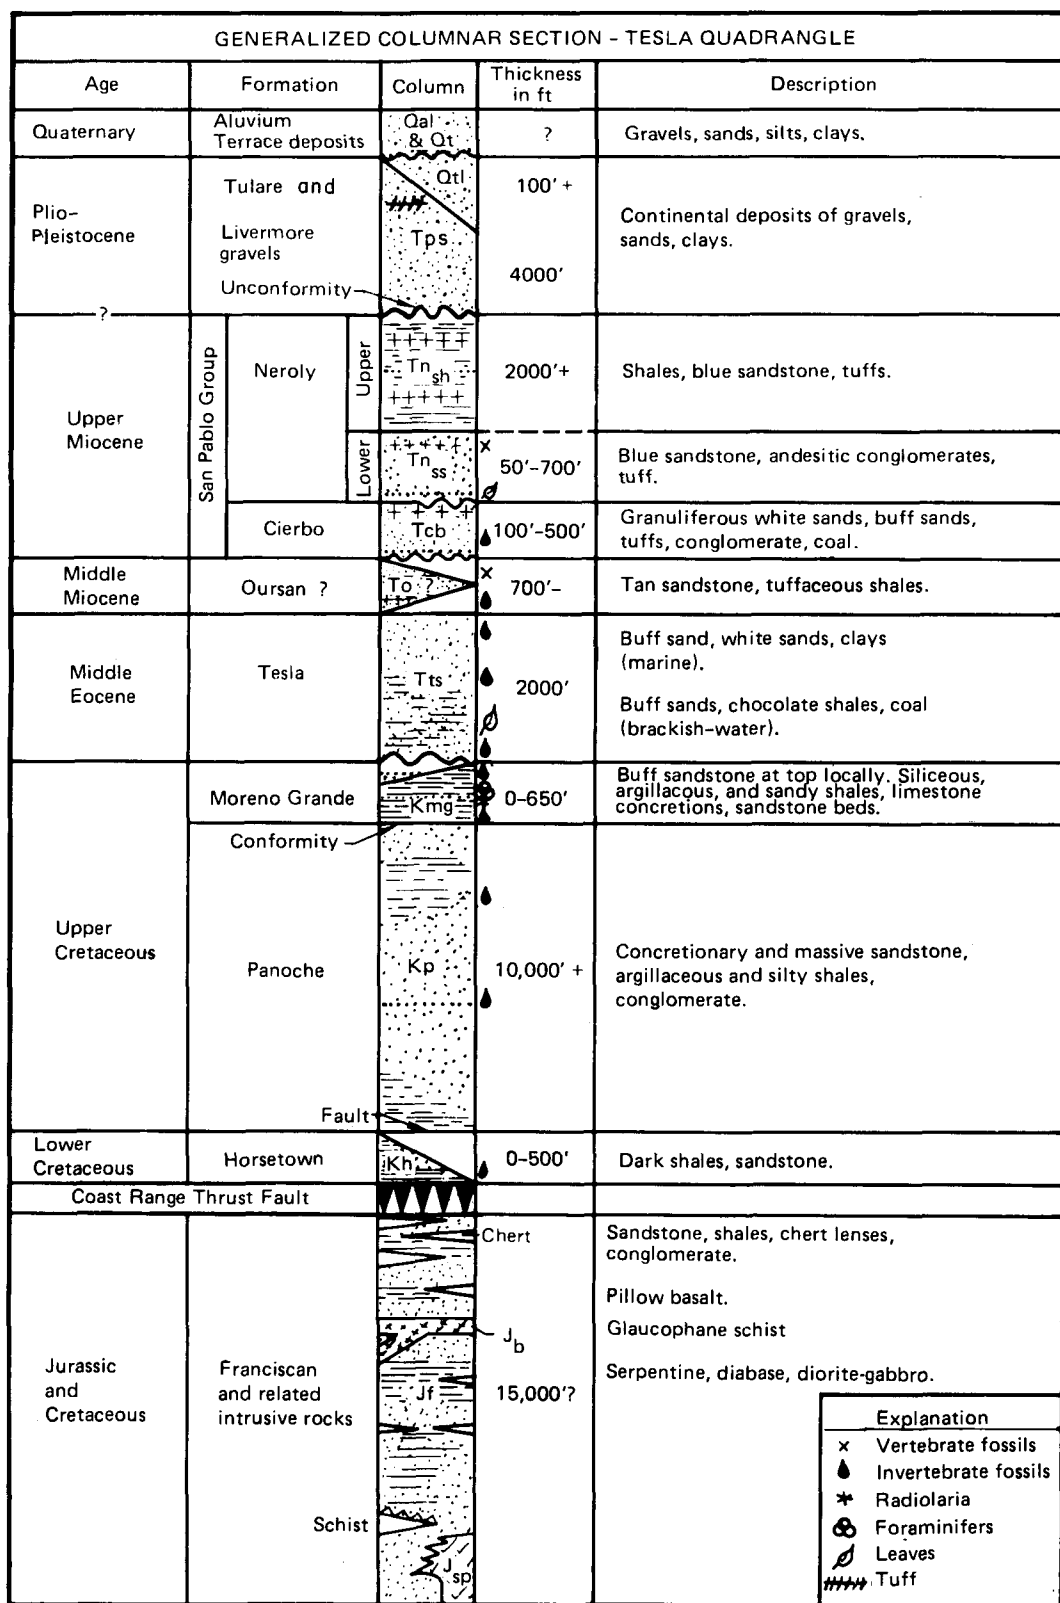 GENERALIZED COLUMNAR SECTION - TESLA QUADRANGLE
Age
Formation
Column
Thickness
in ft
Description
Quaternary
Aluvium
Terrace deposits
Qal
& Qt
?
Gravels, sands, silts, clays.
Plio-
Pleistocene
Tulare and
Livermore
gravels
Unconformity
Qtl
Tps
100' +
4000'
Continental deposits of gravels,
sands, clays.
?
Upper
Miocene
San Pablo Group
Neroly
Upper
Tn sh
2000'+
Shales, blue sandstone, tuffs.
Lower
Tn ss
50'-700'
Blue sandstone, andesitic conglomerates,
tuff.
Cierbo
Tcb
100'-500'
Granuliferous white sands, buff sands,
tuffs, conglomerate, coal.
Middle
Miocene
Oursan ?
To ?
700'-
Tan sandstone, tuffaceous shales.
Middle
Eocene
Tesla
Tts
2000'
Buff sand, white sands, clays
(marine).
Buff sands, chocolate shales, coal
(brackish-water).
Upper
Cretaceous
Moreno Grande
Kmg
0-650'
Buff sandstone at top locally. Siliceous,
argillacous, and sandy shales, limestone
concretions, sandstone beds.
Conformity
Panoche
Kp
10,000' +
Concretionary and massive sandstone,
argillaceous and silty shales,
conglomerate.
Fault
Lower
Cretaceous
Horsetown
Kh
0-500'
Dark shales, sandstone.
Coast Range Thrust Fault
Jurassic
and
Cretaceous
Franciscan
and related
intrusive rocks
Chert
Jb
Jf
Schist
Jsp
15,000'?
Sandstone, shales, chert lenses,
conglomerate.
Pillow basalt.
Glaucophane schist
Serpentine, diabase, diorite-gabbro.
Explanation
Vertebrate fossils
Invertebrate fossils
Radiolaria
Foraminifers
Leaves
Tuff